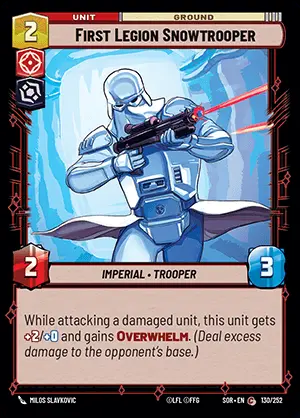 UNIT
GROUND
2
FIRST LEGION SNOWTROOPER
2
3
IMPERIAL • TROOPER
While attacking a damaged unit, this unit gets
+2/+0 and gains OVERWHELM. (Deal excess
damage to the opponent's base.)
MILOS SLAVKOVIC
©LFL ©FFG
SOR • EN C 130/252